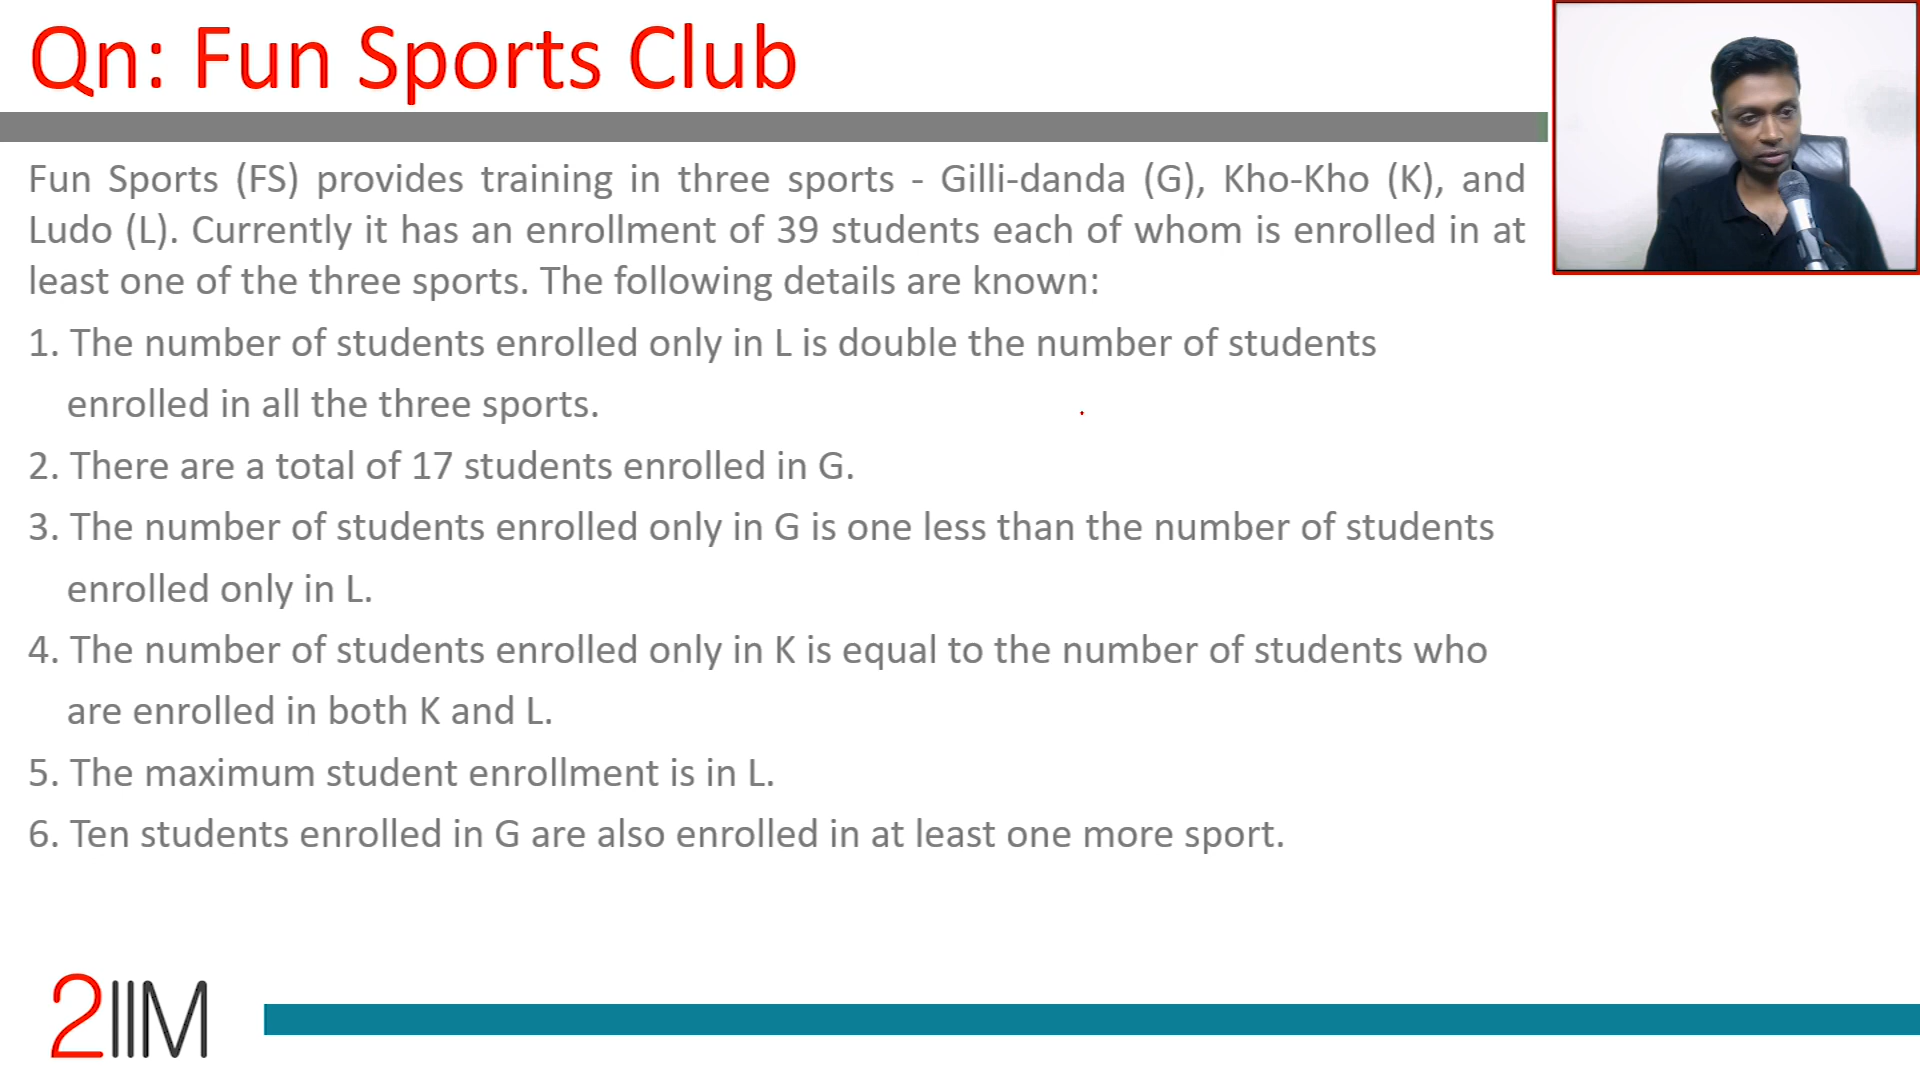 Qn: Fun Sports Club
Fun Sports (FS) provides training in three sports - Gilli-danda (G), Kho-Kho (K), and
Ludo (L). Currently it has an enrollment of 39 students each of whom is enrolled in at
least one of the three sports. The following details are known:
1. The number of students enrolled only in L is double the number of students
enrolled in all the three sports.
2. There are a total of 17 students enrolled in G.
3. The number of students enrolled only in G is one less than the number of students
enrolled only in L.
4. The number of students enrolled only in K is equal to the number of students who
are enrolled in both K and L.
5. The maximum student enrollment is in L.
6. Ten students enrolled in G are also enrolled in at least one more sport.
2IIM